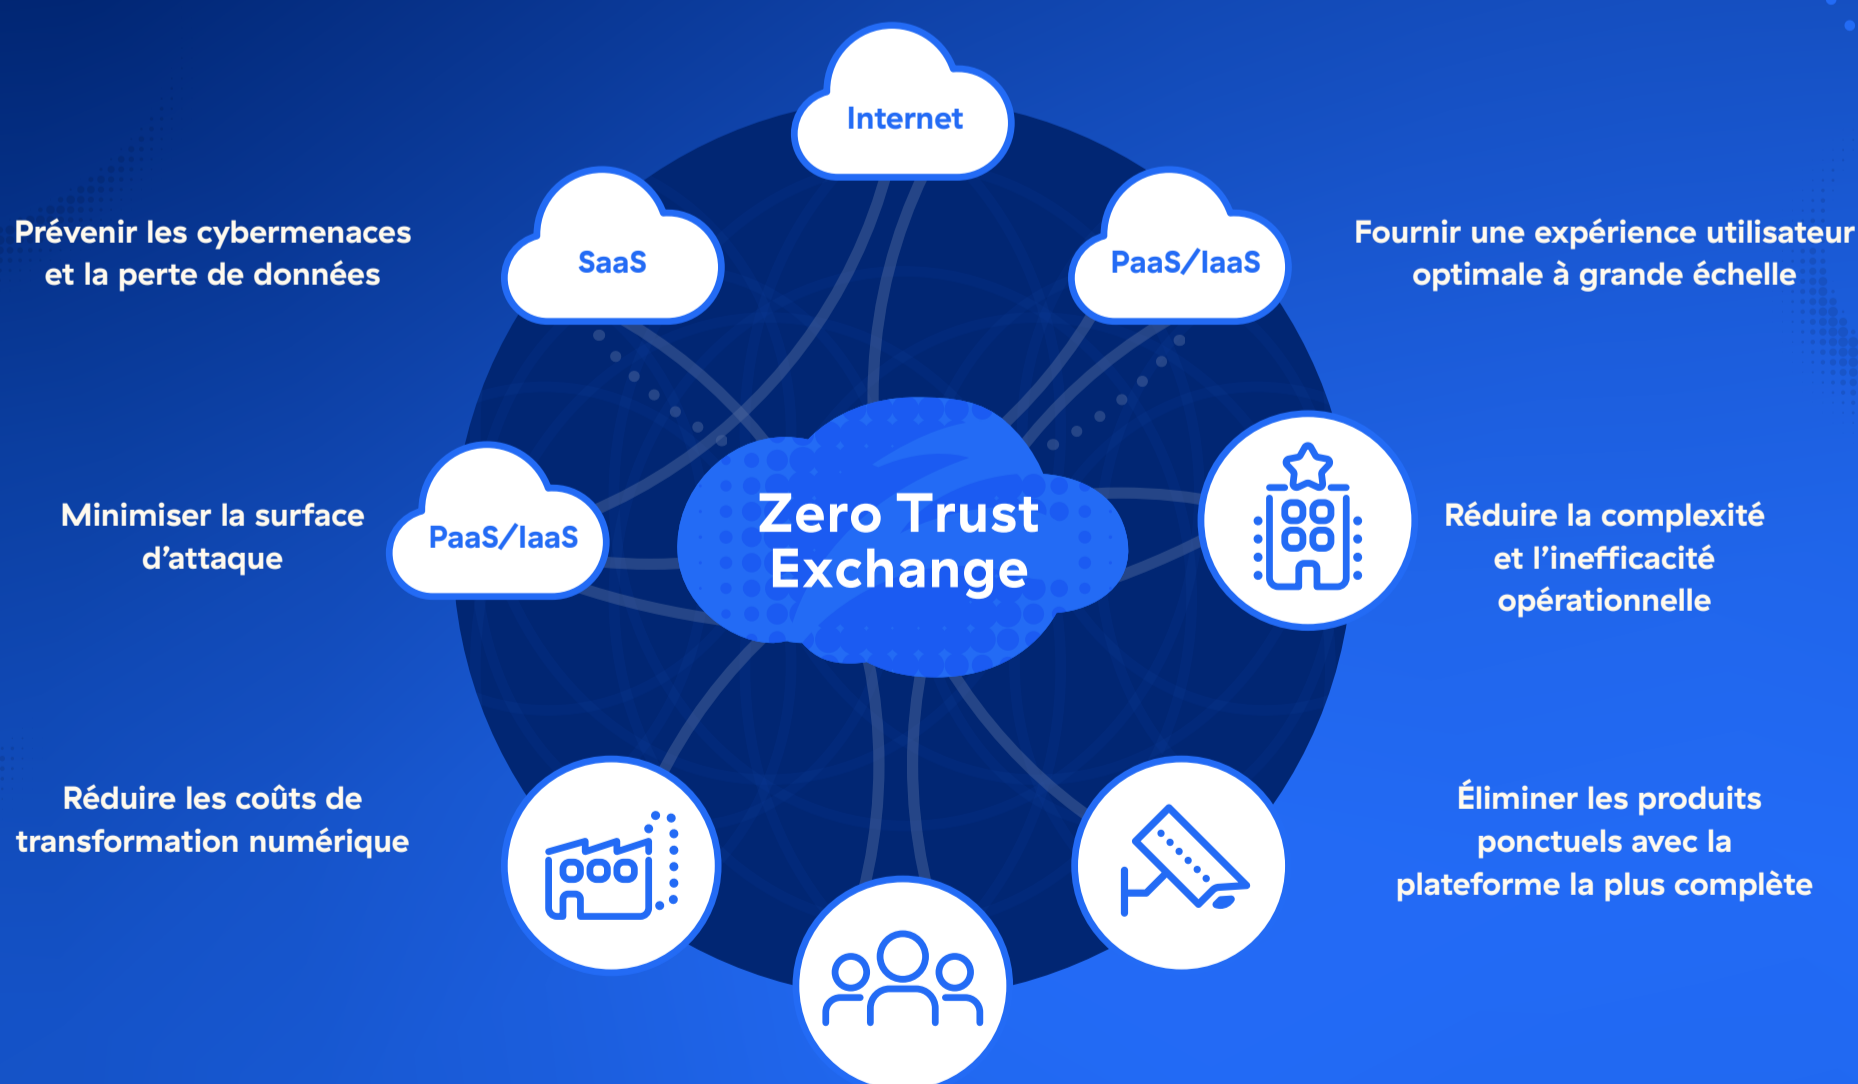 Internet
SaaS
PaaS/IaaS
Prévenir les cybermenaces
et la perte de données
Fournir une expérience utilisateur
optimale à grande échelle
Minimiser la surface
d’attaque
PaaS/IaaS
Zero Trust
Exchange
Réduire la complexité
et l’inefficacité
opérationnelle
Réduire les coûts de
transformation numérique
Éliminer les produits
ponctuels avec la
plateforme la plus complète